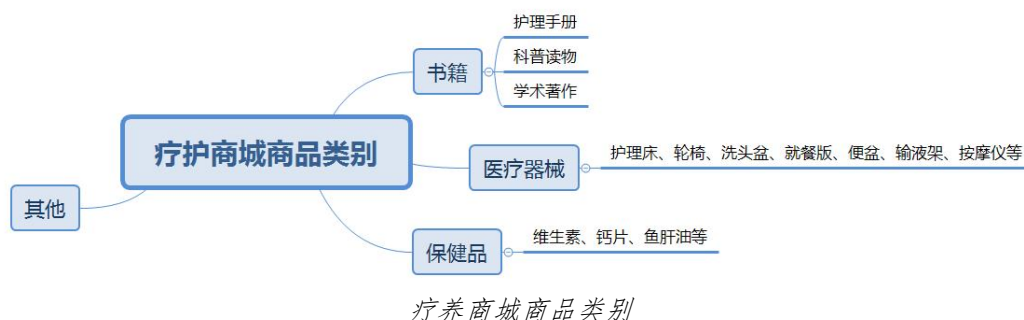 护理手册
科普读物
书籍
学术著作
疗护商城商品类别
护理床、轮椅、洗头盆、就餐版、便盆、输液架、按摩仪等
医疗器械
其他
维生素、钙片、鱼肝油等
保健品
疗养商城商品类别